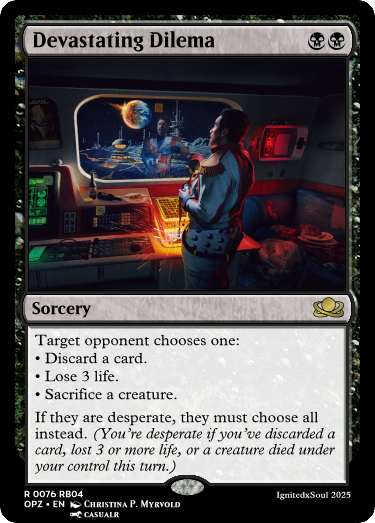 Devastating Dilema
Sorcery
Target opponent chooses one:
• Discard a card.
• Lose 3 life.
• Sacrifice a creature.
If they are desperate, they must choose all
instead. (You're desperate if you've discarded a
card, lost 3 or more life, or a creature died under
your control this turn.)
R 0076 RB04
OPZ • EN Christina P. Myrvold
CASUALR
IgnitedxSoul 2025